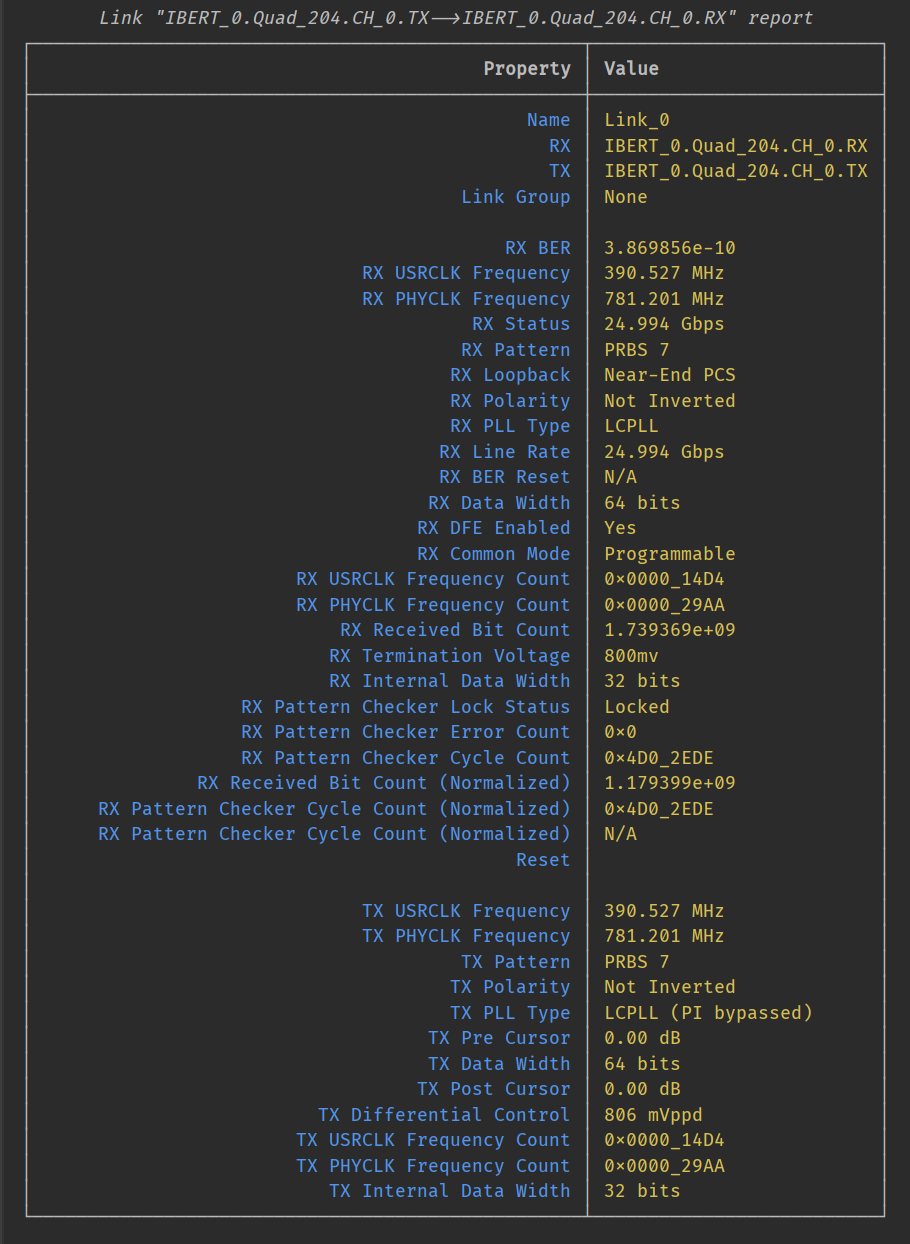 Link "IBERT_0.Quad_204.CH_0.TX⟶IBERT_0.Quad_204.CH_0.RX" report
Property Value
Name Link_0
RX IBERT_0.Quad_204.CH_0.RX
TX IBERT_0.Quad_204.CH_0.TX
Link Group None
RX BER 3.869856e-10
RX USRCLK Frequency 390.527 MHz
RX PHYCLK Frequency 781.201 MHz
RX Status 24.994 Gbps
RX Pattern PRBS 7
RX Loopback Near-End PCS
RX Polarity Not Inverted
RX PLL Type LCPLL
RX Line Rate 24.994 Gbps
RX BER Reset N/A
RX Data Width 64 bits
RX DFE Enabled Yes
RX Common Mode Programmable
RX USRCLK Frequency Count 0×0000_14D4
RX PHYCLK Frequency Count 0×0000_29AA
RX Received Bit Count 1.739369e+09
RX Termination Voltage 800mv
RX Internal Data Width 32 bits
RX Pattern Checker Lock Status Locked
RX Pattern Checker Error Count 0×0
RX Pattern Checker Cycle Count 0×4D0_2EDE
RX Received Bit Count (Normalized) 1.179399e+09
RX Pattern Checker Cycle Count (Normalized) 0×4D0_2EDE
RX Pattern Checker Cycle Count (Normalized) N/A
Reset
TX USRCLK Frequency 390.527 MHz
TX PHYCLK Frequency 781.201 MHz
TX Pattern PRBS 7
TX Polarity Not Inverted
TX PLL Type LCPLL (PI bypassed)
TX Pre Cursor 0.00 dB
TX Data Width 64 bits
TX Post Cursor 0.00 dB
TX Differential Control 806 mVppd
TX USRCLK Frequency Count 0×0000_14D4
TX PHYCLK Frequency Count 0×0000_29AA
TX Internal Data Width 32 bits